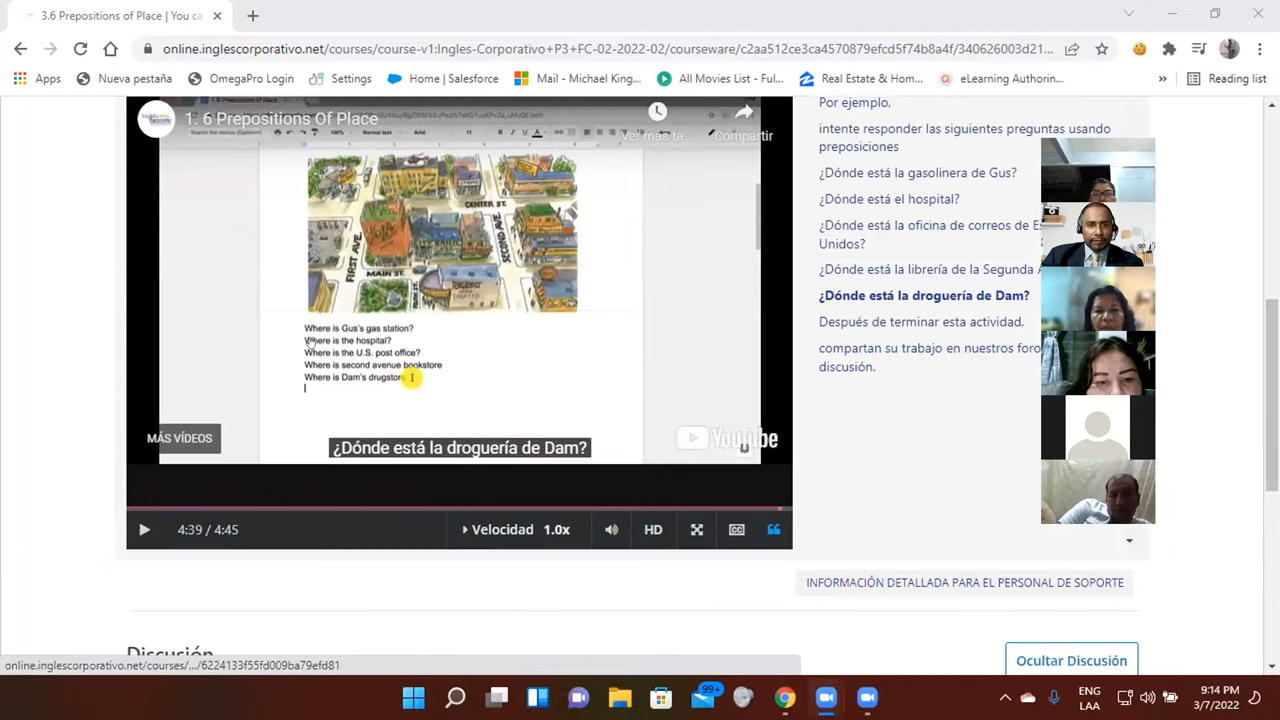 3.6 Prepositions of Place | You ca
online.inglescorporativo.net/courses/course-v1:Ingles-Corporativo+P3+FC-02-2022-02/courseware/c2aa512ce3ca4570879efcd5f74b8a4f/340626003d21...
Apps
Nueva pestaña
OmegaPro Login
Settings
Home | Salesforce
Mail - Michael King...
All Movies List - Ful...
Real Estate & Hom...
eLearning Authorin...
»
Reading list
1. 6 Prepositions Of Place
Ver más ta...
Compartir
CENTER ST.
FIRST AVE.
SECOND AVE.
MAIN ST.
REGENCY
Where is Gus's gas station?
Where is the hospital?
Where is the U.S. post office?
Where is second avenue bookstore
Where is Dam's drugstore
MÁS VÍDEOS
YouTube
¿Dónde está la droguería de Dam?
4:39 / 4:45
Velocidad 1.0x
HD
CC
Por ejemplo,
intente responder las siguientes preguntas usando
preposiciones
¿Dónde está la gasolinera de Gus?
¿Dónde está el hospital?
¿Dónde está la oficina de correos de Es
Unidos?
¿Dónde está la librería de la Segunda A
¿Dónde está la droguería de Dam?
Después de terminar esta actividad,
compartan su trabajo en nuestros foro
discusión.
INFORMACIÓN DETALLADA PARA EL PERSONAL DE SOPORTE
Discusión
Ocultar Discusión
online.inglescorporativo.net/courses/.../6224133f55fd009ba79efd81
99+
ENG
LAA
9:14 PM
3/7/2022